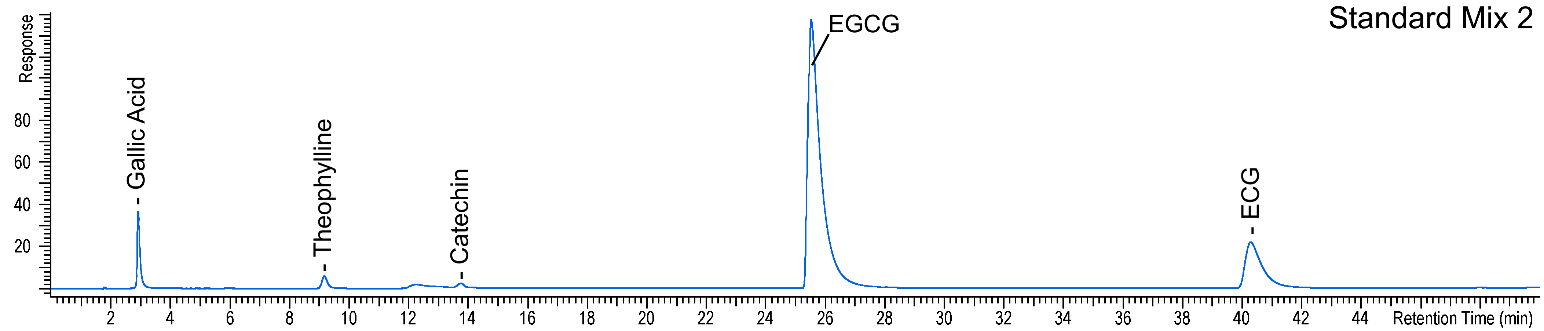 Standard Mix 2
Response
80
60
40
20
Gallic Acid
Theophylline
Catechin
EGCG
ECG
2 4 6 8 10 12 14 16 18 20 22 24 26 28 30 32 34 36 38 40 42 44 Retention Time (min)